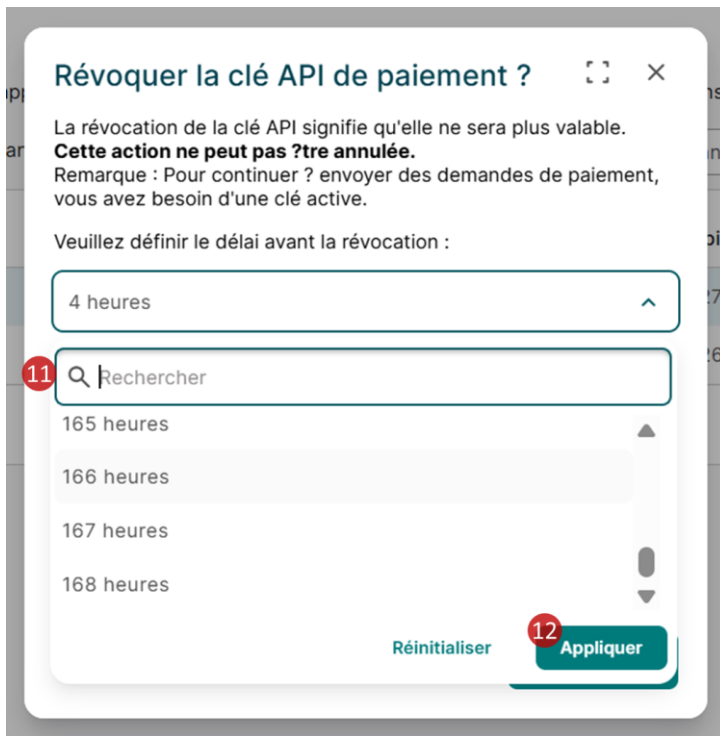 Révoquer la clé API de paiement ?
La révocation de la clé API signifie qu'elle ne sera plus valable.
Cette action ne peut pas ?tre annulée.
Remarque : Pour continuer ? envoyer des demandes de paiement,
vous avez besoin d'une clé active.
Veuillez définir le délai avant la révocation :
4 heures
11
Rechercher
165 heures
166 heures
167 heures
168 heures
Réinitialiser
12
Appliquer